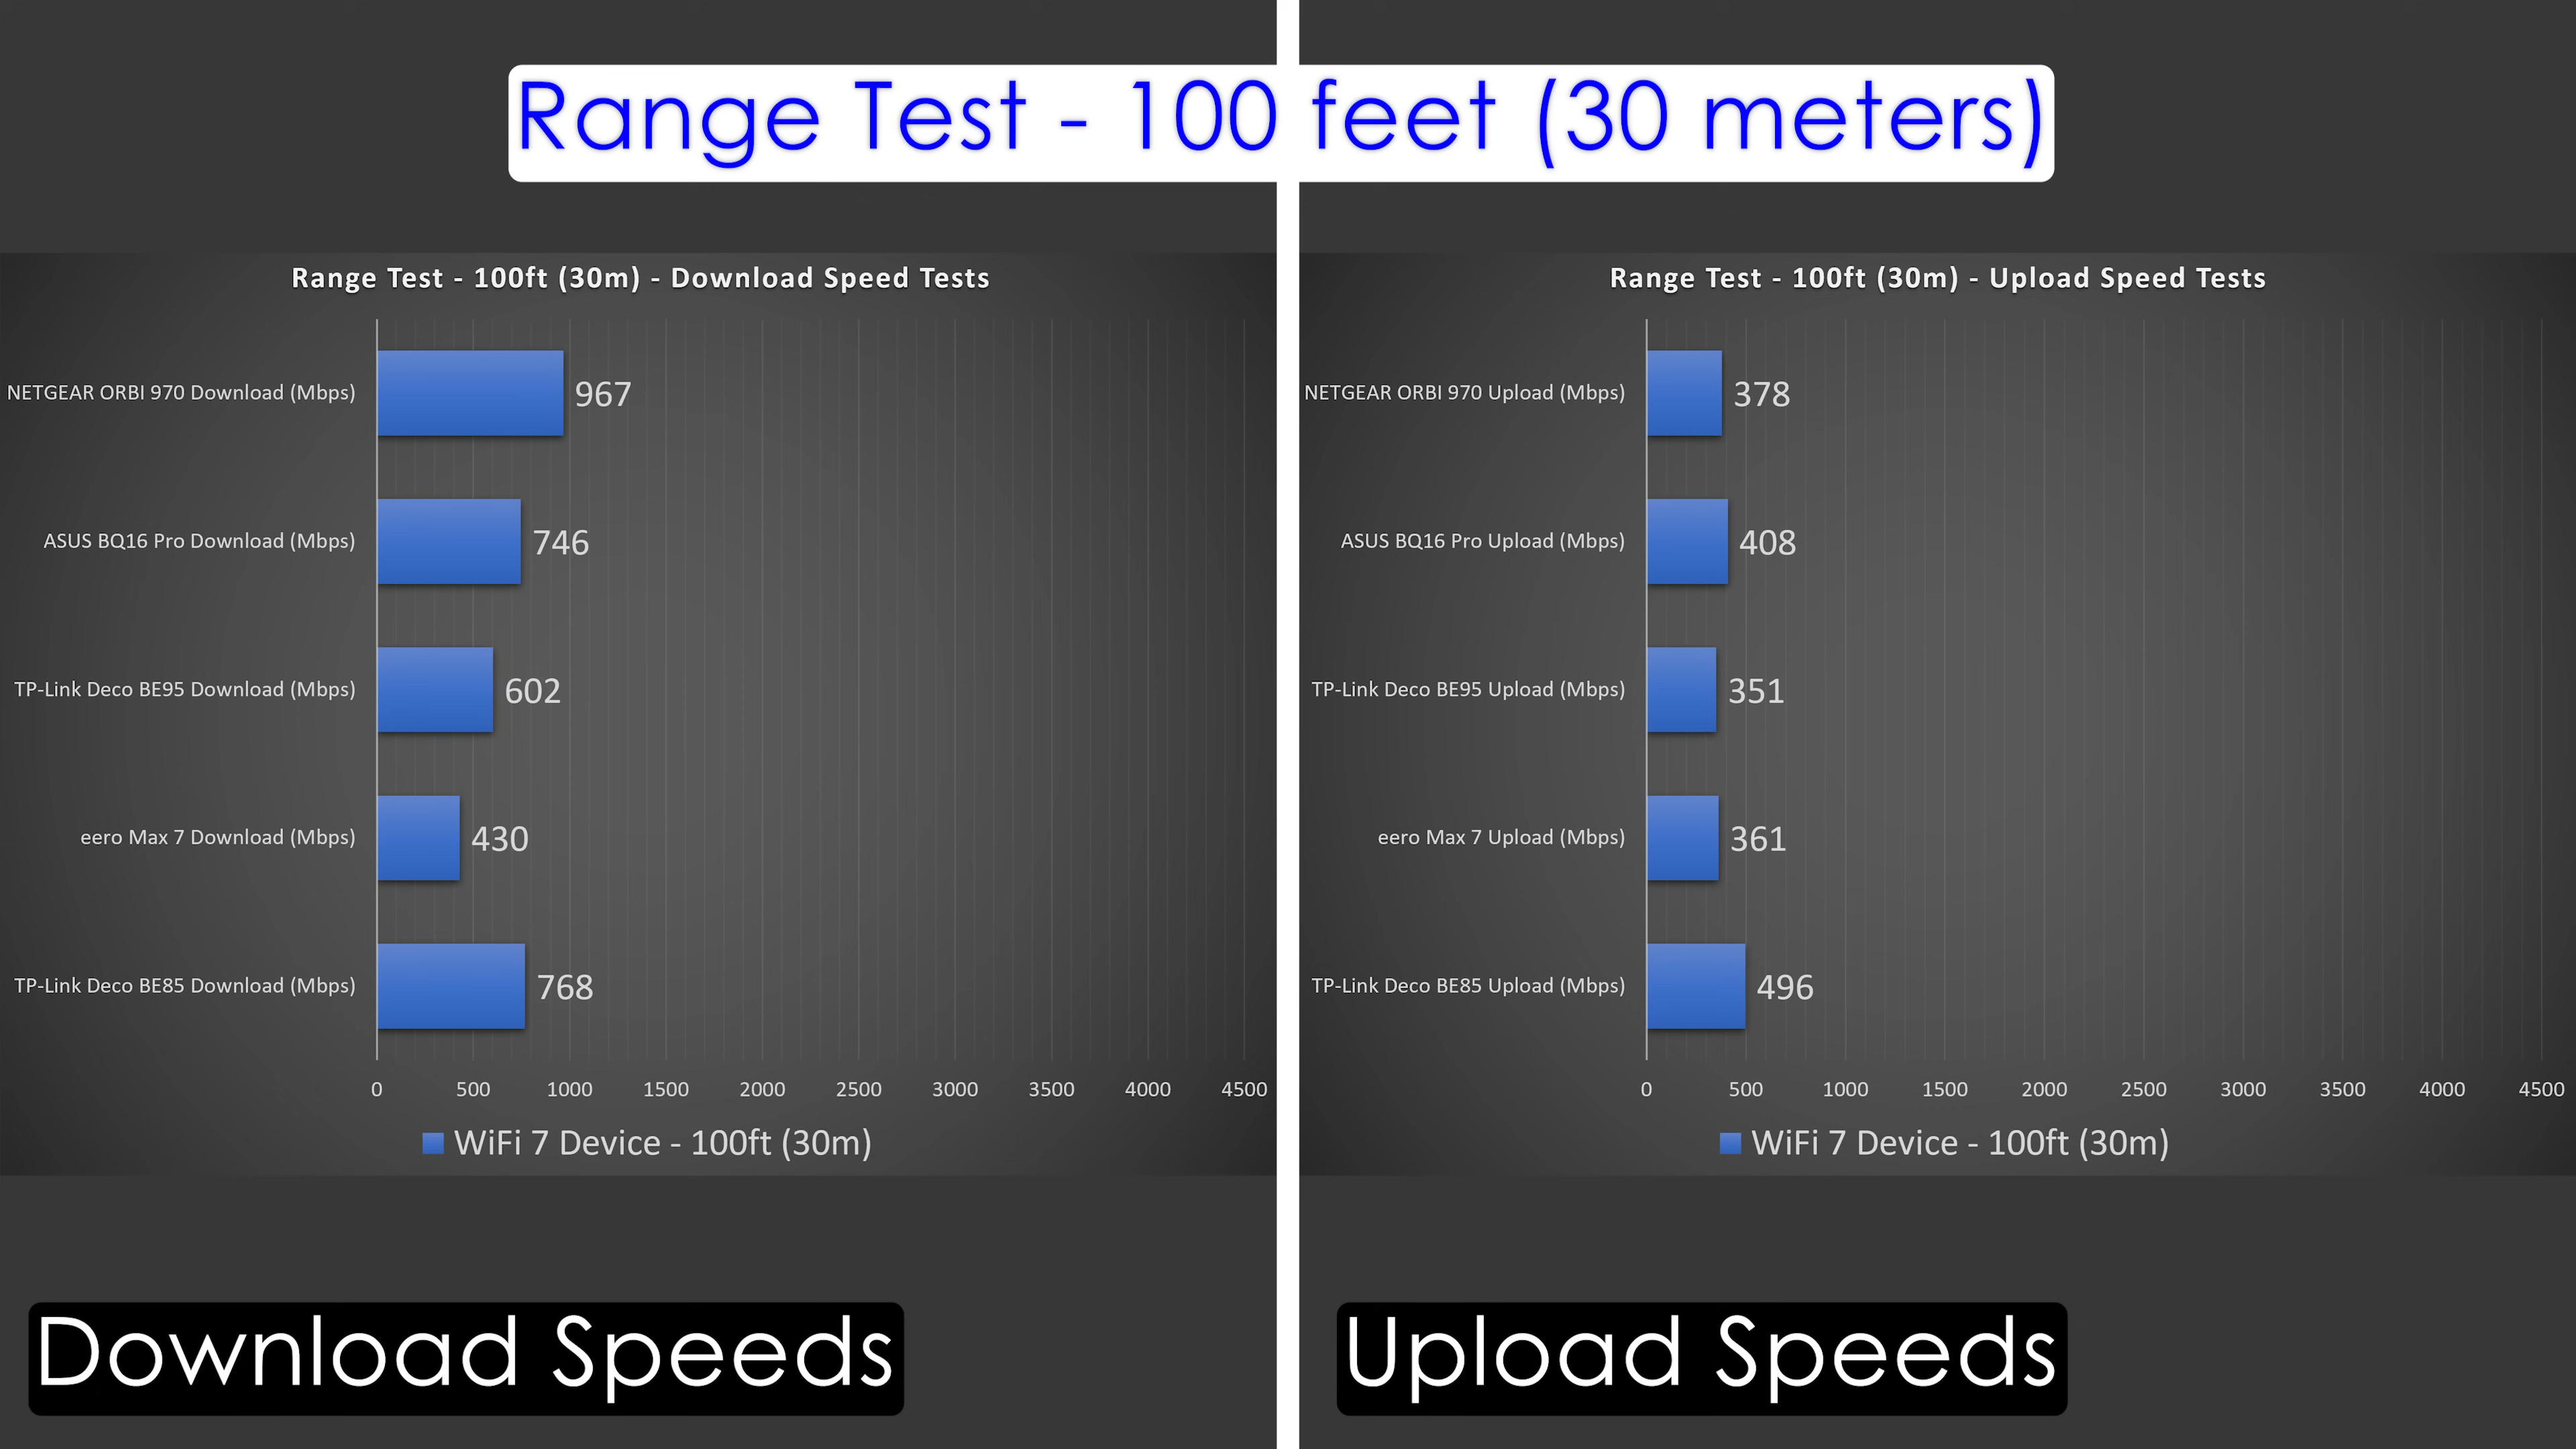 Range Test - 100 feet (30 meters)
Range Test - 100ft (30m) - Download Speed Tests
NETGEAR ORBI 970 Download (Mbps) 967
ASUS BQ16 Pro Download (Mbps) 746
TP-Link Deco BE95 Download (Mbps) 602
eero Max 7 Download (Mbps) 430
TP-Link Deco BE85 Download (Mbps) 768
0 500 1000 1500 2000 2500 3000 3500 4000 4500
WiFi 7 Device - 100ft (30m)
Download Speeds
Range Test - 100ft (30m) - Upload Speed Tests
NETGEAR ORBI 970 Upload (Mbps) 378
ASUS BQ16 Pro Upload (Mbps) 408
TP-Link Deco BE95 Upload (Mbps) 351
eero Max 7 Upload (Mbps) 361
TP-Link Deco BE85 Upload (Mbps) 496
0 500 1000 1500 2000 2500 3000 3500 4000 4500
WiFi 7 Device - 100ft (30m)
Upload Speeds